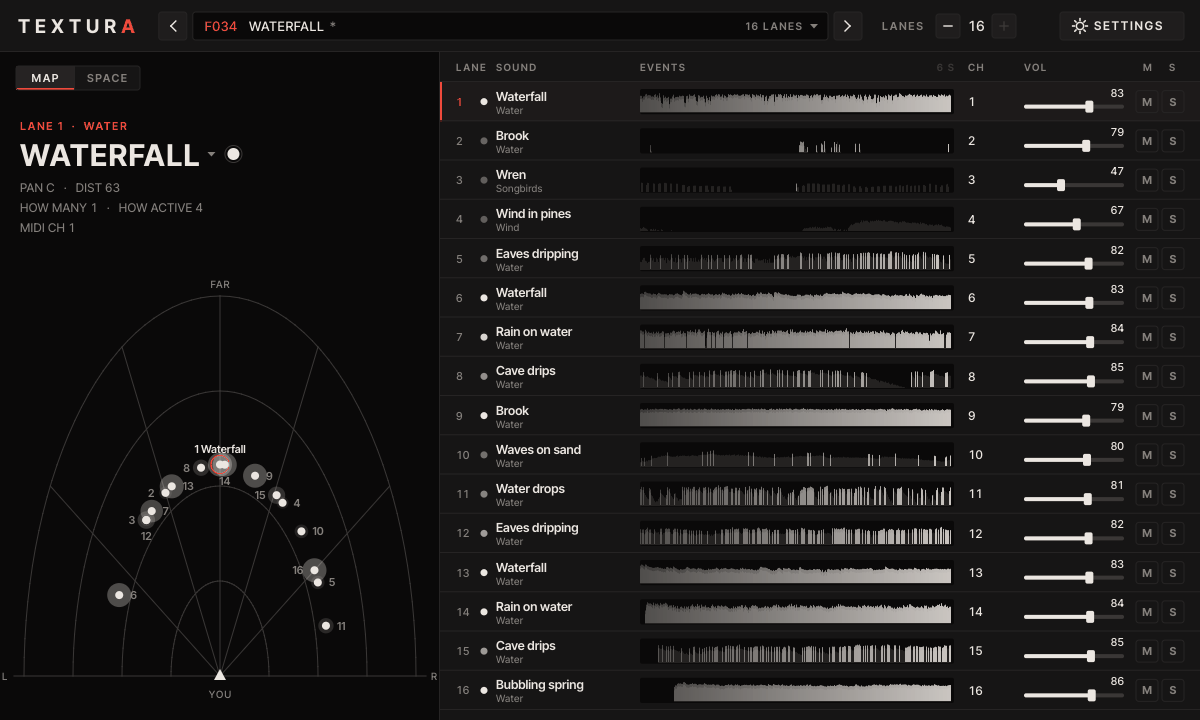 TEXTURA
F034 WATERFALL *
16 LANES
LANES
16
SETTINGS
MAP
SPACE
LANE 1 · WATER
WATERFALL
PAN C · DIST 63
HOW MANY 1 · HOW ACTIVE 4
MIDI CH 1
FAR
1 Waterfall
8
14
9
13
2
15
4
7
3
12
10
16
5
6
11
L
R
YOU
LANE SOUND EVENTS 6 S CH VOL M S
1 Waterfall 1 83 M S
Water
2 Brook 2 79 M S
Water
3 Wren 3 47 M S
Songbirds
4 Wind in pines 4 67 M S
Wind
5 Eaves dripping 5 82 M S
Water
6 Waterfall 6 83 M S
Water
7 Rain on water 7 84 M S
Water
8 Cave drips 8 85 M S
Water
9 Brook 9 79 M S
Water
10 Waves on sand 10 80 M S
Water
11 Water drops 11 81 M S
Water
12 Eaves dripping 12 82 M S
Water
13 Waterfall 13 83 M S
Water
14 Rain on water 14 84 M S
Water
15 Cave drips 15 85 M S
Water
16 Bubbling spring 16 86 M S
Water